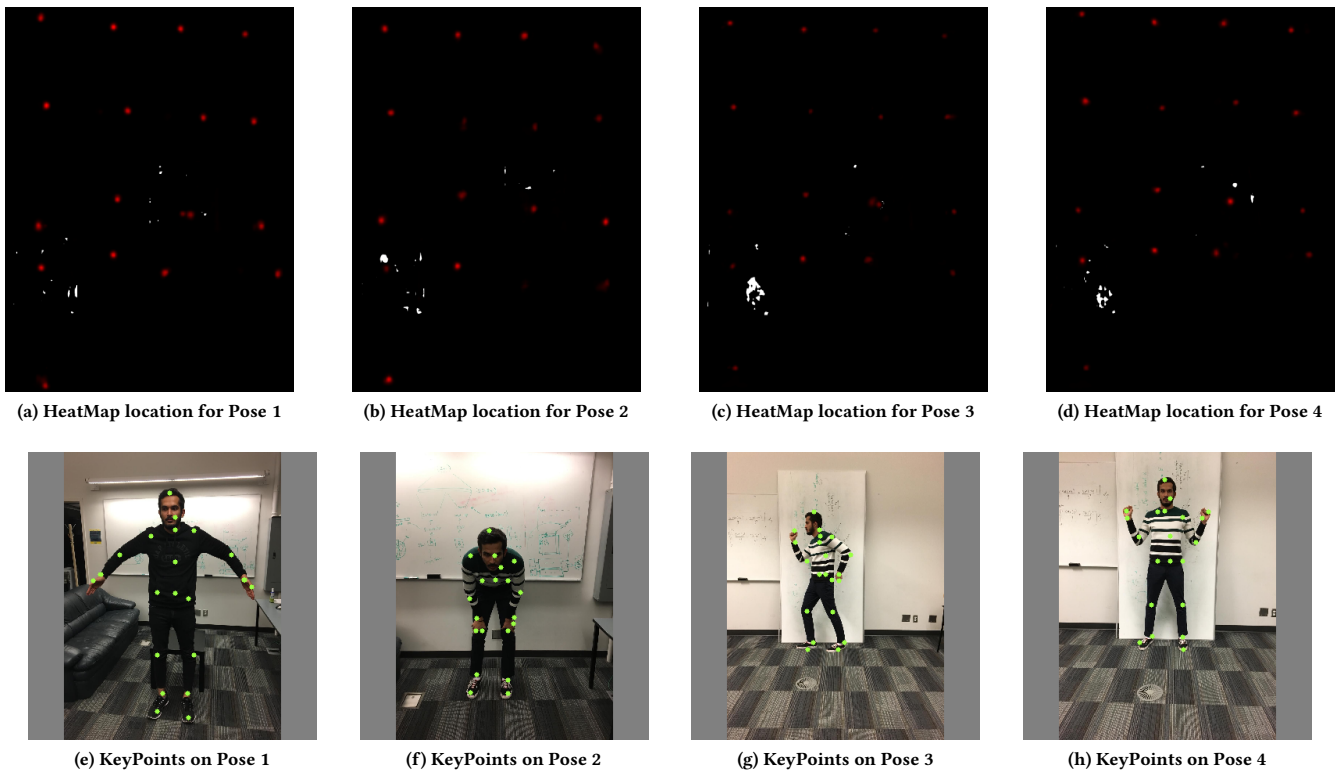 (a) HeatMap location for Pose 1
(b) HeatMap location for Pose 2
(c) HeatMap location for Pose 3
(d) HeatMap location for Pose 4
(e) KeyPoints on Pose 1
(f) KeyPoints on Pose 2
(g) KeyPoints on Pose 3
(h) KeyPoints on Pose 4